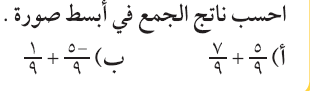 احسب ناتج الجمع في أبسط صورة .
أ) ٥/٩ + ٧/٩ ب) −٥/٩ + ١/٩